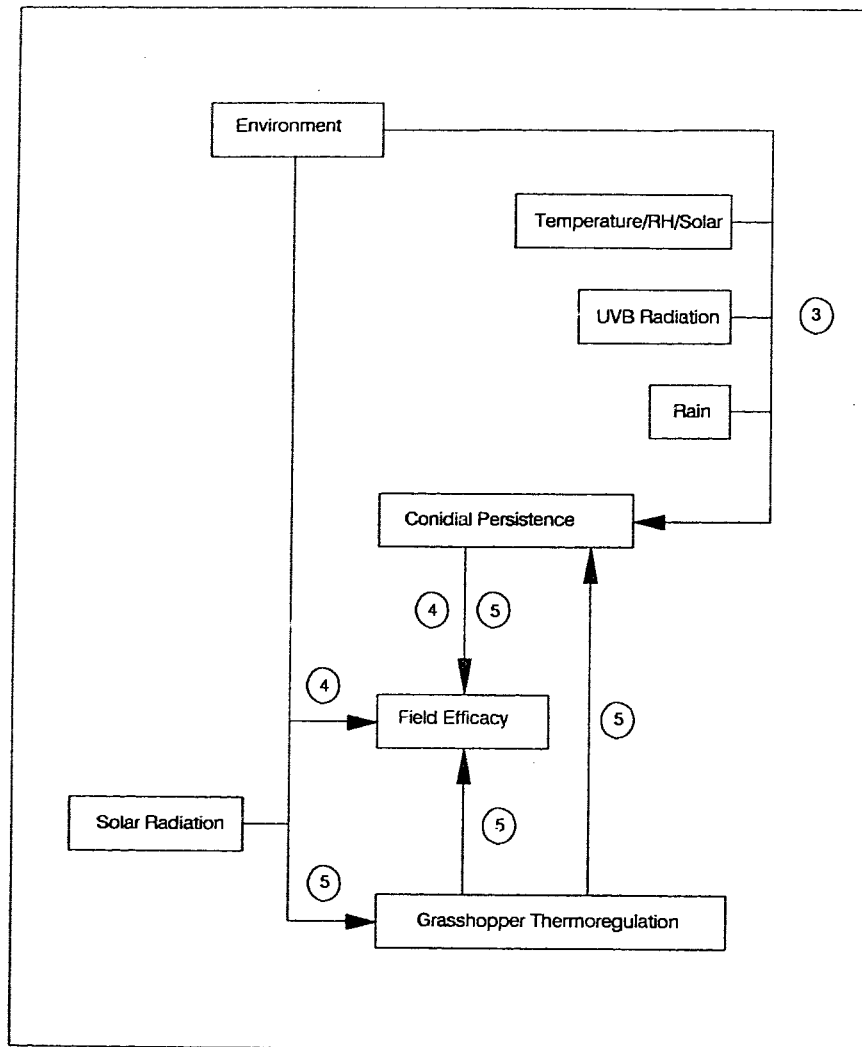 Environment
Temperature/RH/Solar
UVB Radiation
3
Rain
Conidial Persistence
4 5
4
Field Efficacy
5
Solar Radiation
5
5
Grasshopper Thermoregulation